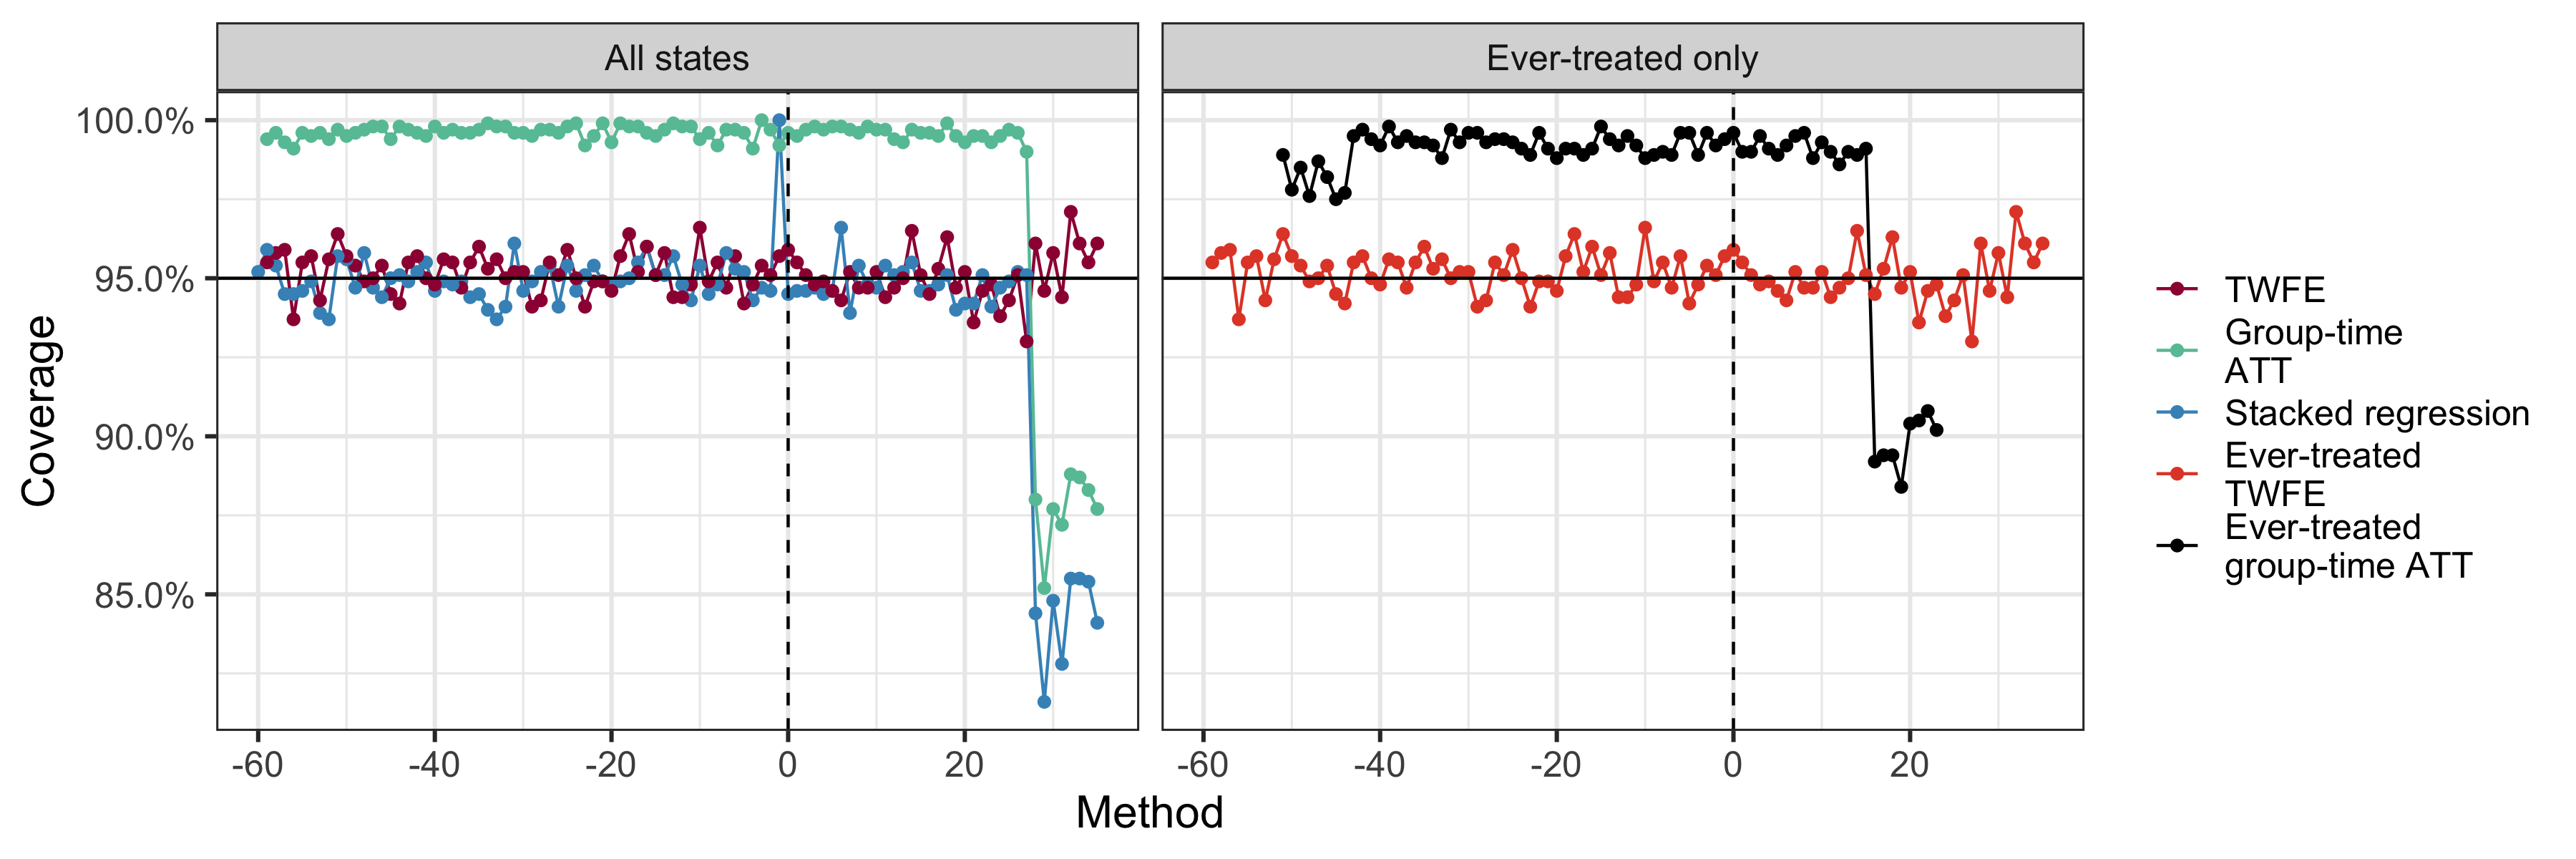 All states
Ever-treated only
100.0%
95.0%
90.0%
85.0%
Coverage
-60 -40 -20 0 20
-60 -40 -20 0 20
Method
TWFE
Group-time
ATT
Stacked regression
Ever-treated
TWFE
Ever-treated
group-time ATT